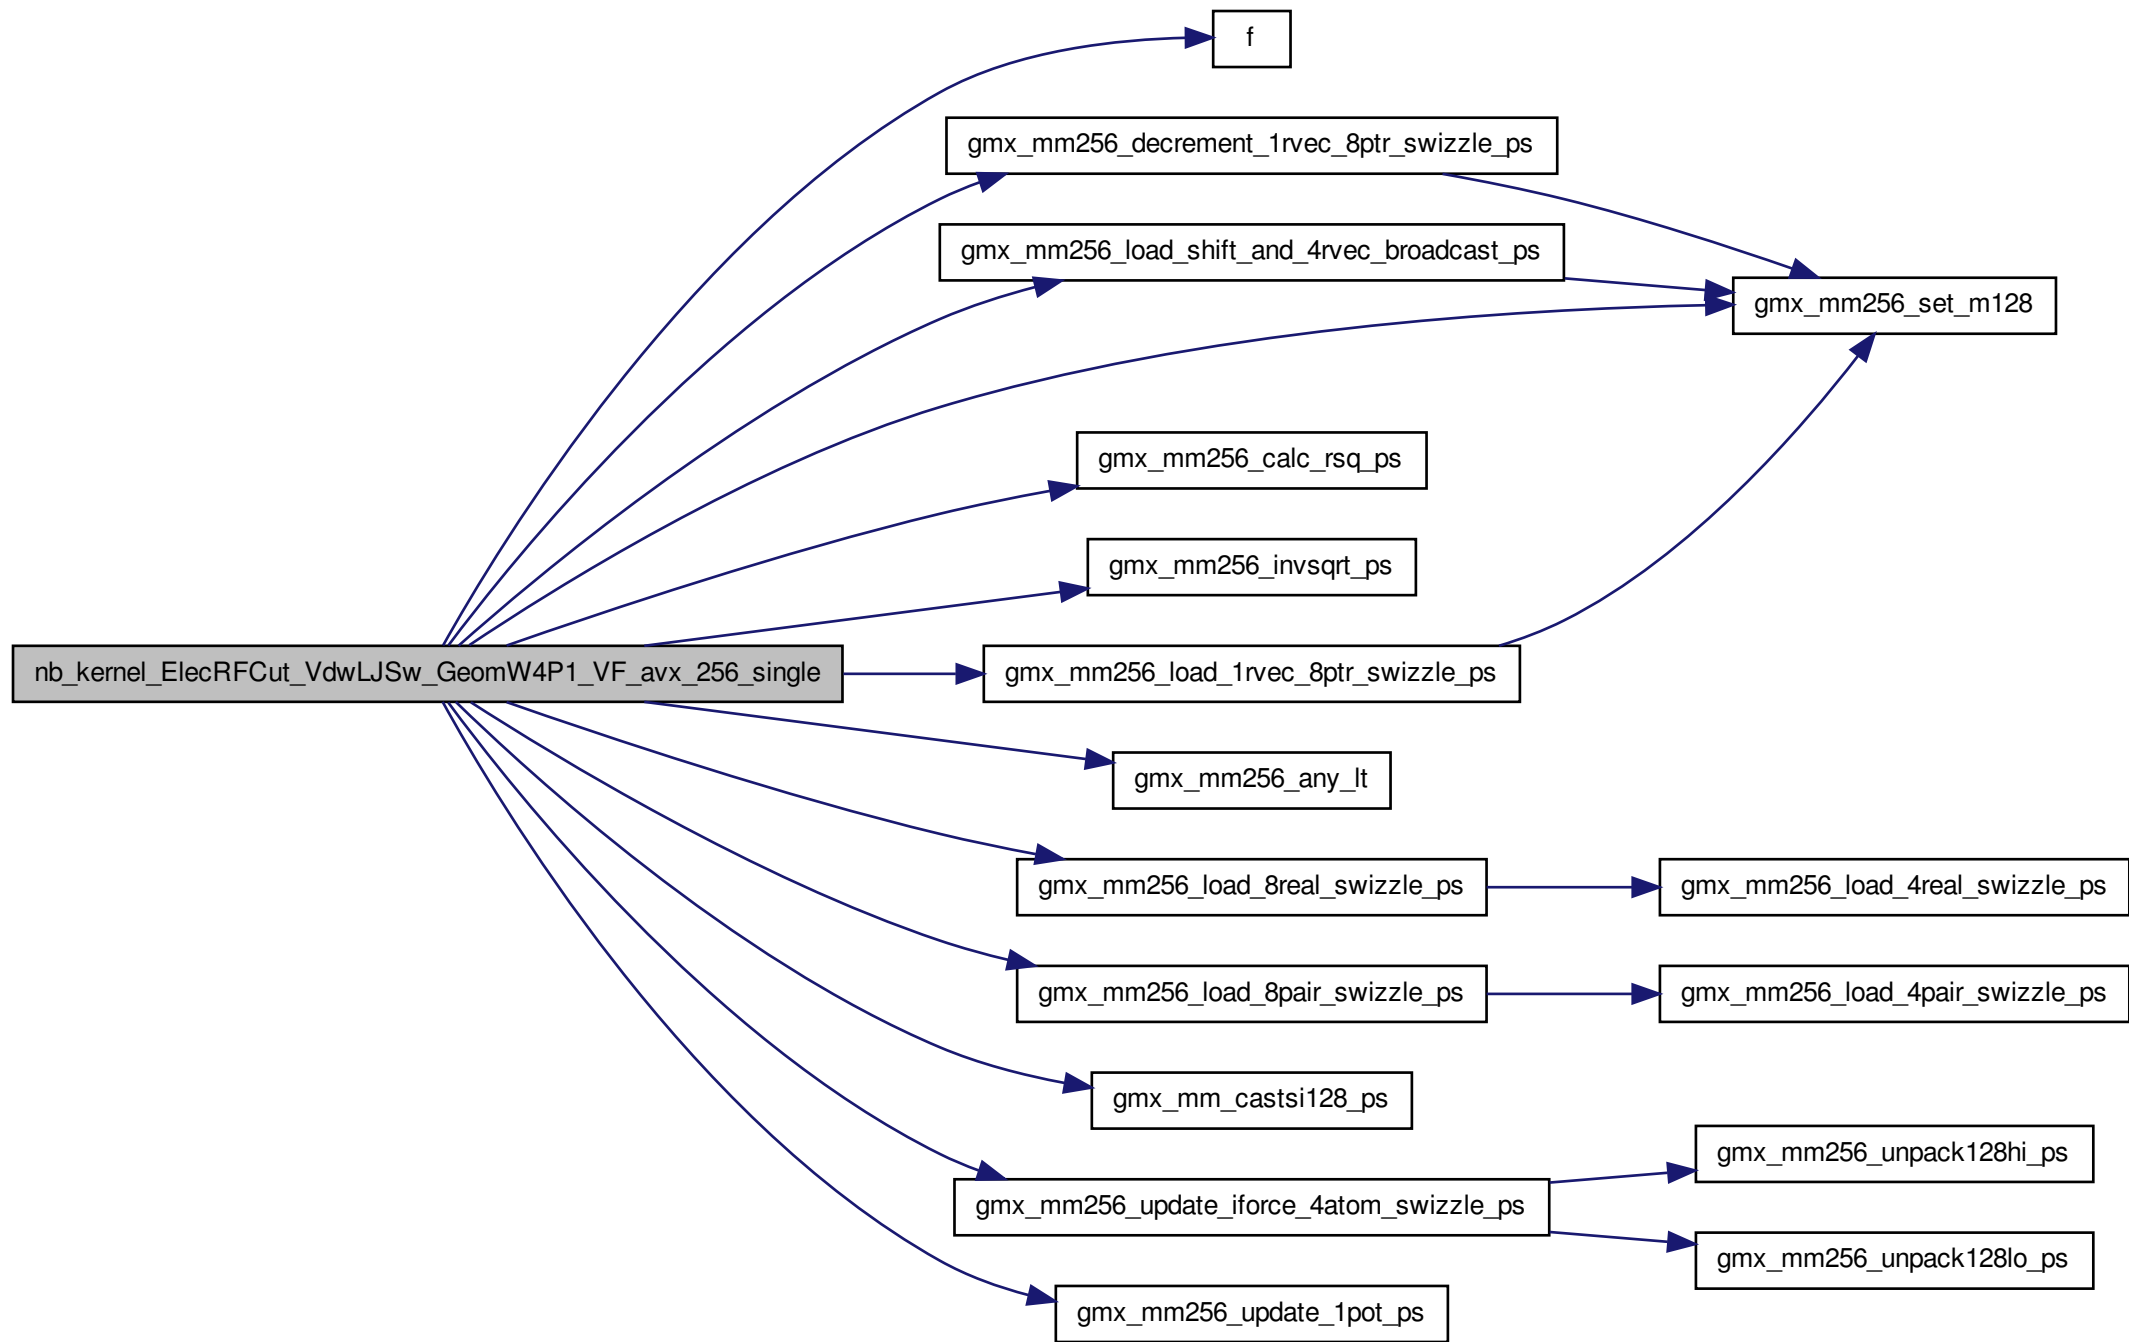 f
gmx_mm256_decrement_1rvec_8ptr_swizzle_ps
gmx_mm256_load_shift_and_4rvec_broadcast_ps
gmx_mm256_set_m128
gmx_mm256_calc_rsq_ps
gmx_mm256_invsqrt_ps
nb_kernel_ElecRFCut_VdwLJSw_GeomW4P1_VF_avx_256_single
gmx_mm256_load_1rvec_8ptr_swizzle_ps
gmx_mm256_any_lt
gmx_mm256_load_8real_swizzle_ps
gmx_mm256_load_4real_swizzle_ps
gmx_mm256_load_8pair_swizzle_ps
gmx_mm256_load_4pair_swizzle_ps
gmx_mm_castsi128_ps
gmx_mm256_unpack128hi_ps
gmx_mm256_update_iforce_4atom_swizzle_ps
gmx_mm256_unpack128lo_ps
gmx_mm256_update_1pot_ps